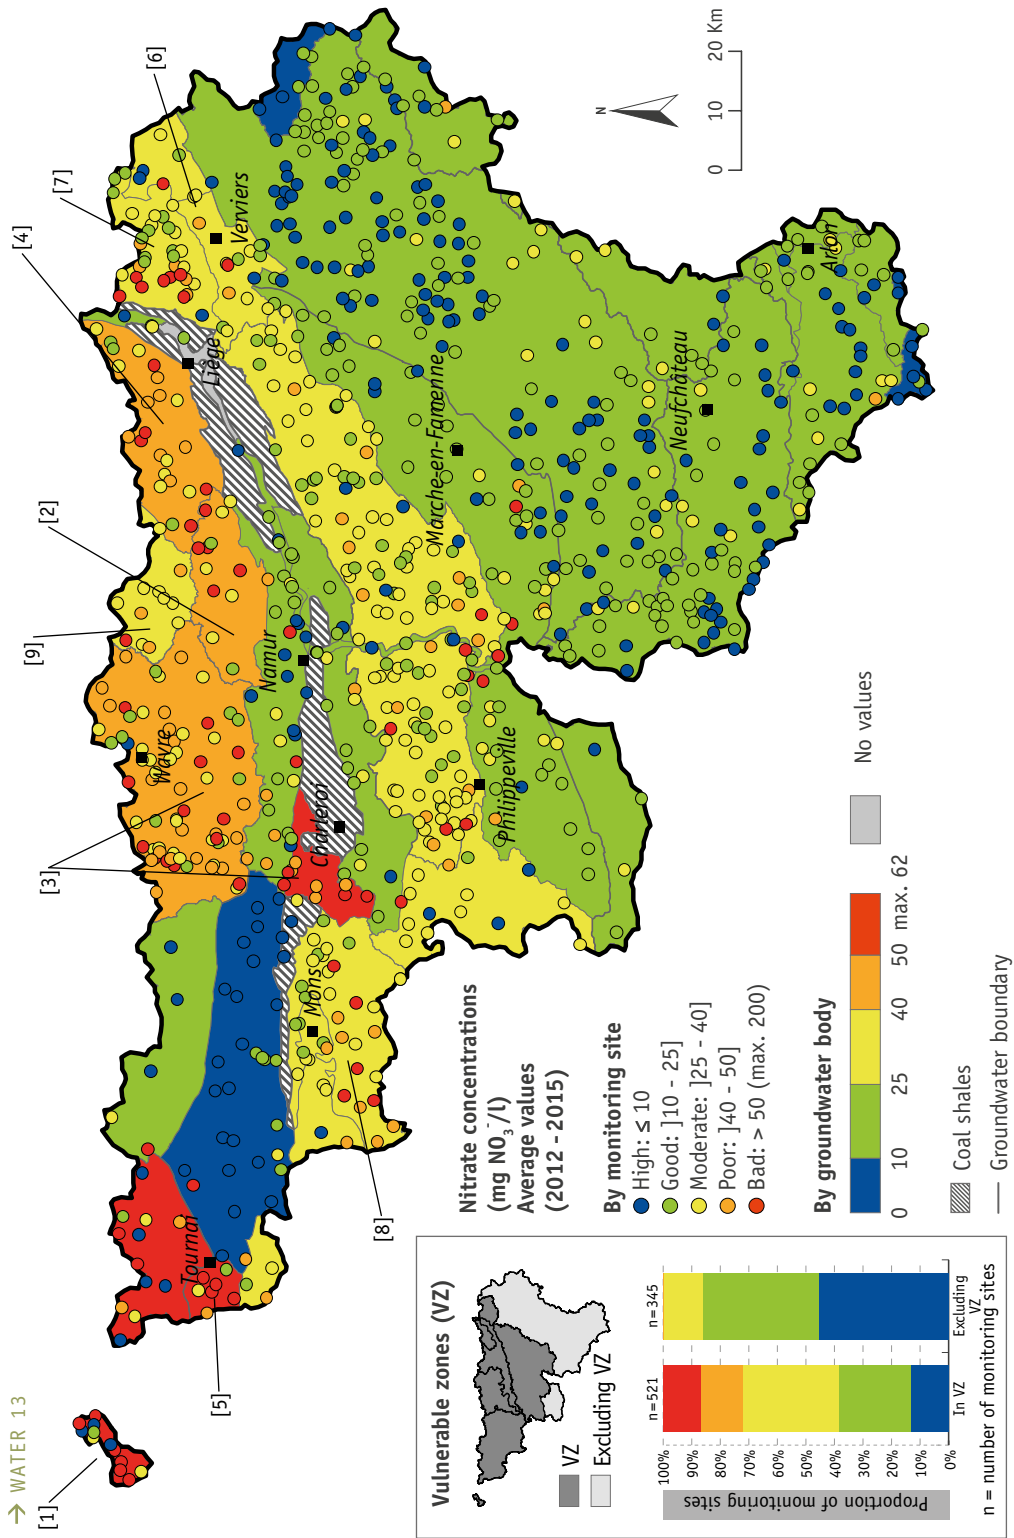 → WATER 13
[1]
[5]
[8]
[3]
[9]
[2]
[4]
[7]
[6]
Tournai
Mons
Charleroi
Wavre
Namur
Liège
Verviers
Philippeville
Marche-en-Famenne
Neufchâteau
Arlon
N
0 10 20 Km
Nitrate concentrations
(mg NO3-/l)
Average values
(2012 - 2015)
By monitoring site
High: ≤ 10
Good: ]10 - 25]
Moderate: ]25 - 40]
Poor: ]40 - 50]
Bad: > 50 (max. 200)
By groundwater body
0 10 25 40 50 max. 62
No values
Coal shales
Groundwater boundary
Vulnerable zones (VZ)
VZ
Excluding VZ
Proportion of monitoring sites
100%
90%
80%
70%
60%
50%
40%
30%
20%
10%
0%
n=521
n=345
In VZ
Excluding
VZ
n = number of monitoring sites